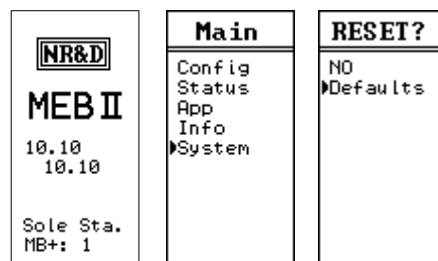 NR&D
MEB II
10.10
10.10
Sole Sta.
MB+: 1
Main
Config
Status
App
Info
System
RESET?
NO
Defaults